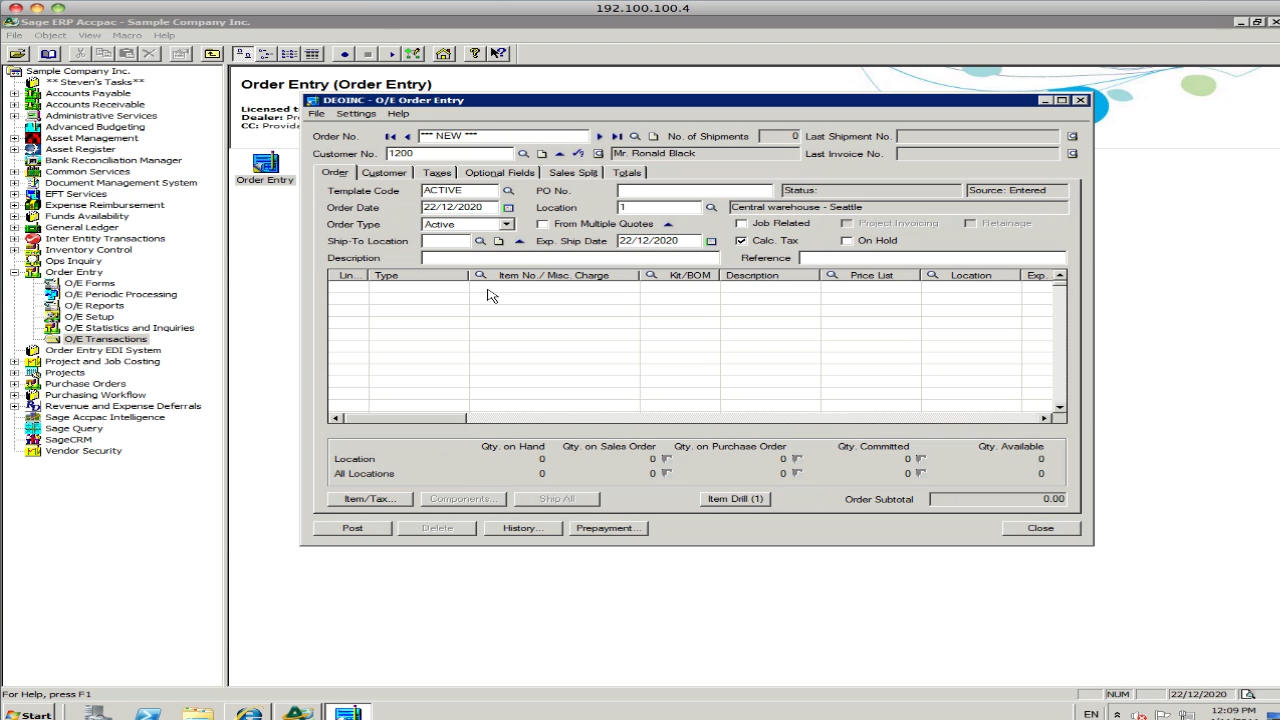 192.100.100.4
Sage ERP Accpac - Sample Company Inc.
File Object View Macro Help
Sample Company Inc.
** Steven's Tasks**
Accounts Payable
Accounts Receivable
Administrative Services
Advanced Budgeting
Asset Management
Asset Register
Bank Reconciliation Manager
Common Services
Document Management System
EFT Services
Expense Reimbursement
Funds Availability
General Ledger
Inter Entity Transactions
Inventory Control
Ops Inquiry
Order Entry
O/E Forms
O/E Periodic Processing
O/E Reports
O/E Setup
O/E Statistics and Inquiries
O/E Transactions
Order Entry EDI System
Project and Job Costing
Projects
Purchase Orders
Purchasing Workflow
Revenue and Expense Deferrals
Sage Accpac Intelligence
Sage Query
SageCRM
Vendor Security
Order Entry (Order Entry)
Licensed t
Dealer: Pr
CC: Provid
Order Entry
DEOINC - O/E Order Entry
File Settings Help
Order No. *** NEW *** No. of Shipments 0 Last Shipment No.
Customer No. 1200 Mr. Ronald Black Last Invoice No.
Order Customer Taxes Optional Fields Sales Split Totals
Template Code ACTIVE PO No. Status: Source: Entered
Order Date 22/12/2020 Location 1 Central warehouse - Seattle
Order Type Active From Multiple Quotes Job Related Project Invoicing Retainage
Ship-To Location Exp. Ship Date 22/12/2020 Calc. Tax On Hold
Description Reference
Lin... Type Item No./ Misc. Charge Kit/BOM Description Price List Location Exp.
Qty. on Hand Qty. on Sales Order Qty. on Purchase Order Qty. Committed Qty. Available
Location 0 0 0 0 0
All Locations 0 0 0 0 0
Item/Tax... Components... Ship All Item Drill (1) Order Subtotal 0.00
Post Delete History... Prepayment... Close
For Help, press F1 NUM 22/12/2020
Start EN 12:09 PM